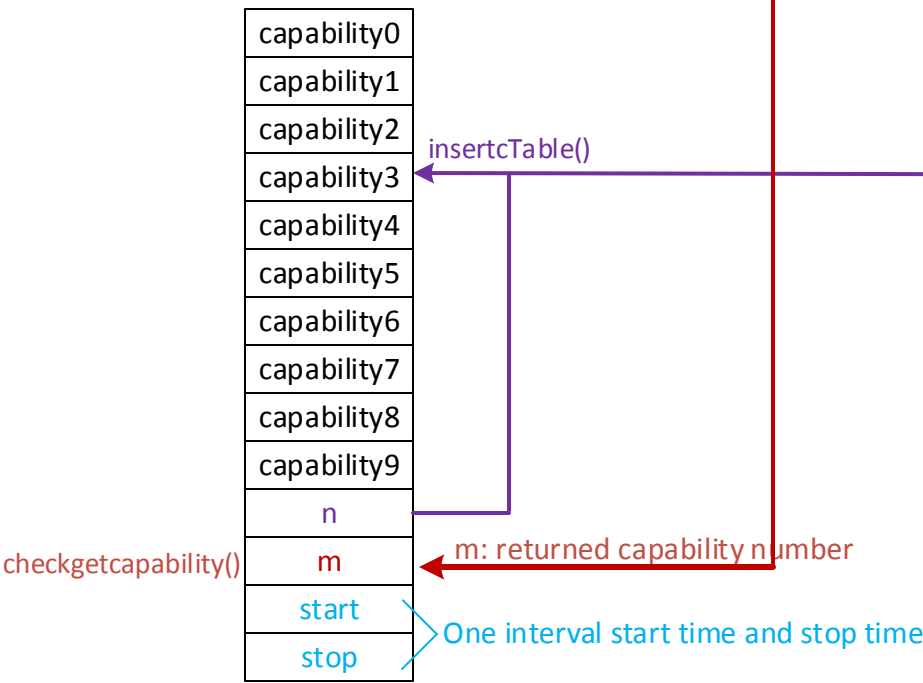 capability0
capability1
capability2
insertcTable()
capability3
capability4
capability5
capability6
capability7
capability8
capability9
n
m: returned capability number
checkgetcapability()
m
start
One interval start time and stop time
stop